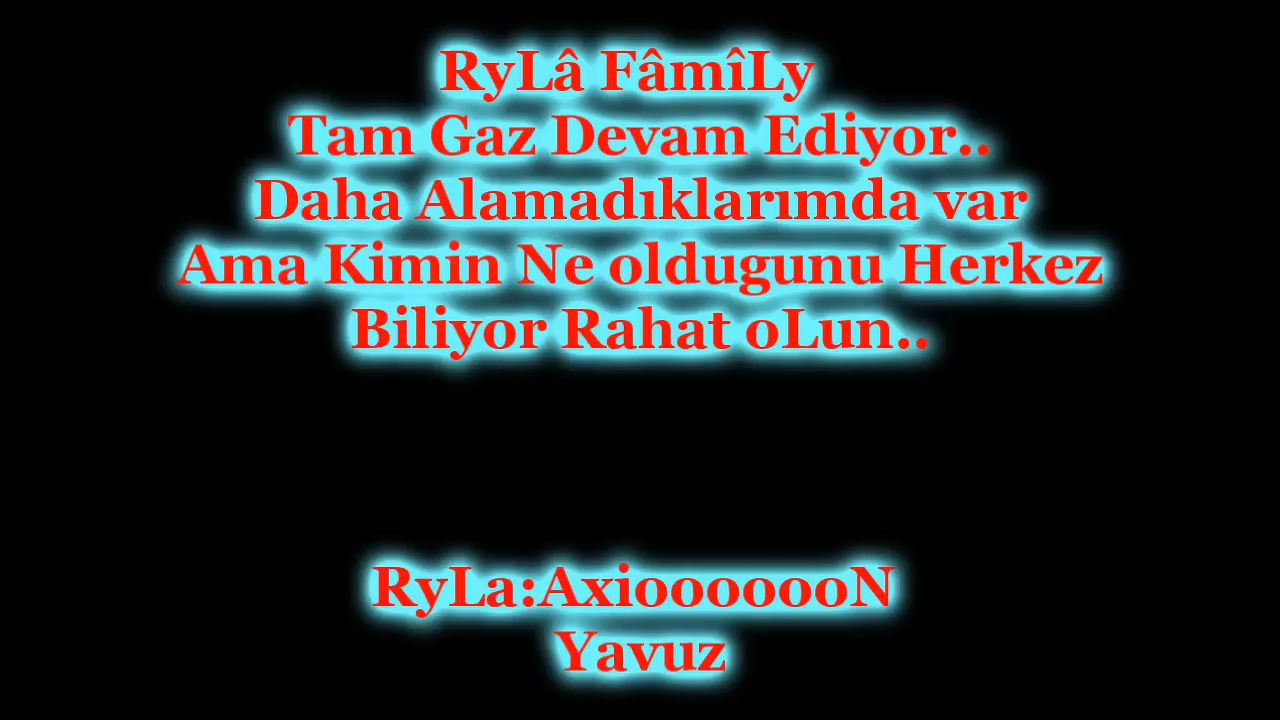 RyLâ FâmîLy
Tam Gaz Devam Ediyor..
Daha Alamadıklarımda var
Ama Kimin Ne oldugunu Herkez
Biliyor Rahat oLun..
RyLa:AxioooooooN
Yavuz